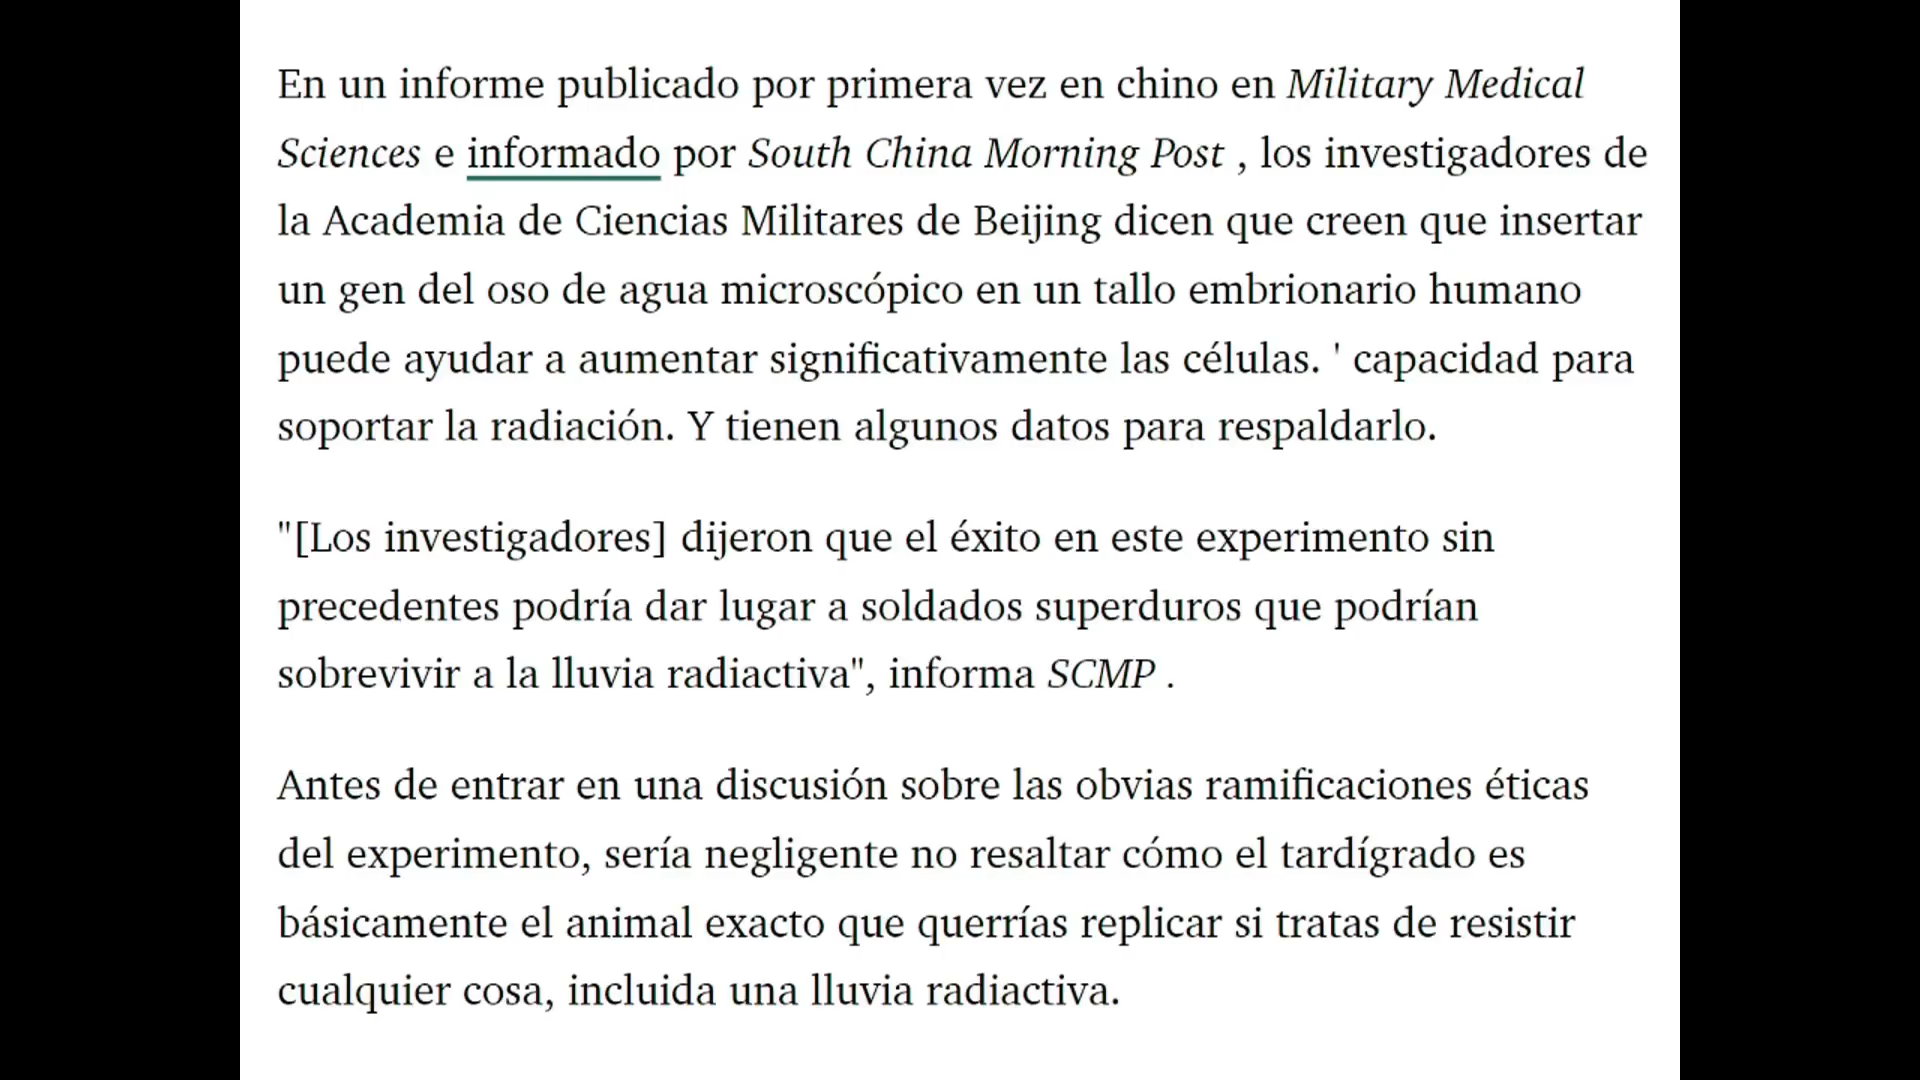 En un informe publicado por primera vez en chino en Military Medical
Sciences e informado por South China Morning Post , los investigadores de
la Academia de Ciencias Militares de Beijing dicen que creen que insertar
un gen del oso de agua microscópico en un tallo embrionario humano
puede ayudar a aumentar significativamente las células. ' capacidad para
soportar la radiación. Y tienen algunos datos para respaldarlo.
"[Los investigadores] dijeron que el éxito en este experimento sin
precedentes podría dar lugar a soldados superduros que podrían
sobrevivir a la lluvia radiactiva", informa SCMP .
Antes de entrar en una discusión sobre las obvias ramificaciones éticas
del experimento, sería negligente no resaltar cómo el tardígrado es
básicamente el animal exacto que querrías replicar si tratas de resistir
cualquier cosa, incluida una lluvia radiactiva.